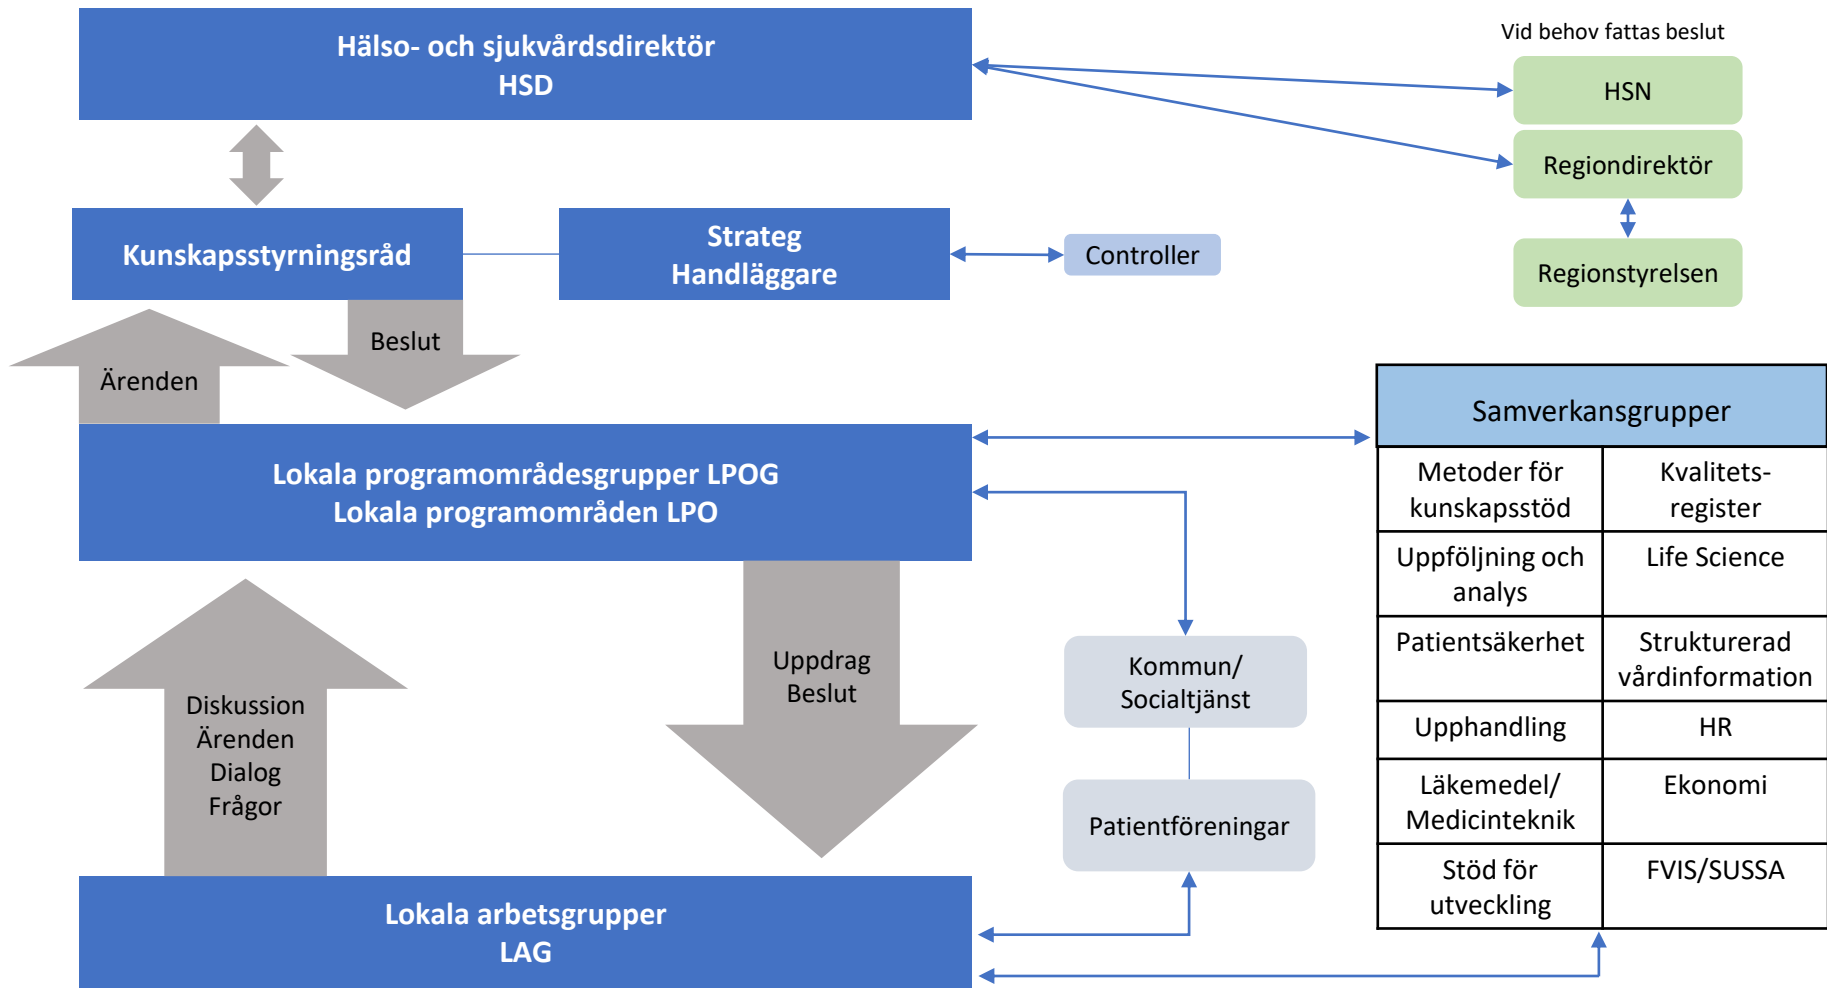 Hälso- och sjukvårdsdirektör
HSD
Vid behov fattas beslut
HSN
Regiondirektör
Regionstyrelsen
Kunskapsstyrningsråd
Strateg
Handläggare
Controller
Ärenden
Beslut
Lokala programområdesgrupper LPOG
Lokala programområden LPO
Samverkansgrupper
Metoder för
kunskapsstöd
Kvalitets-
register
Uppföljning och
analys
Life Science
Patientsäkerhet
Strukturerad
vårdinformation
Upphandling
HR
Läkemedel/
Medicinteknik
Ekonomi
Stöd för
utveckling
FVIS/SUSSA
Diskussion
Ärenden
Dialog
Frågor
Uppdrag
Beslut
Kommun/
Socialtjänst
Patientföreningar
Lokala arbetsgrupper
LAG